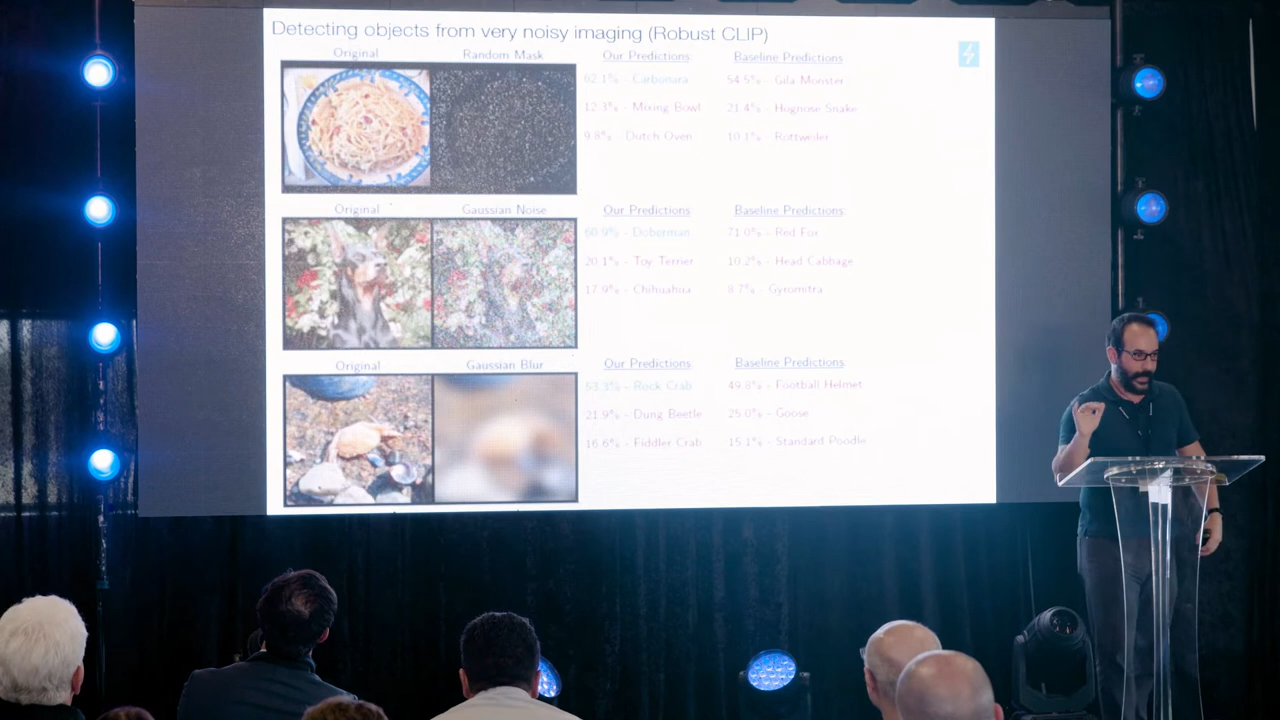 Detecting objects from very noisy imaging (Robust CLIP)
Original Random Mask Our Predictions Baseline Predictions
62.1% - Carbonara 54.5% - Gila Monster
12.3% - Mixing Bowl 21.4% - Hognose Snake
9.8% - Dutch Oven 10.1% - Rottweiler
Original Gaussian Noise Our Predictions Baseline Predictions
60.9% - Doberman 71.0% - Red Fox
20.1% - Toy Terrier 10.2% - Head Cabbage
17.9% - Chihuahua 8.7% - Gyromitra
Original Gaussian Blur Our Predictions Baseline Predictions
53.3% - Rock Crab 49.8% - Football Helmet
21.9% - Dung Beetle 25.0% - Goose
16.6% - Fiddler Crab 15.1% - Standard Poodle